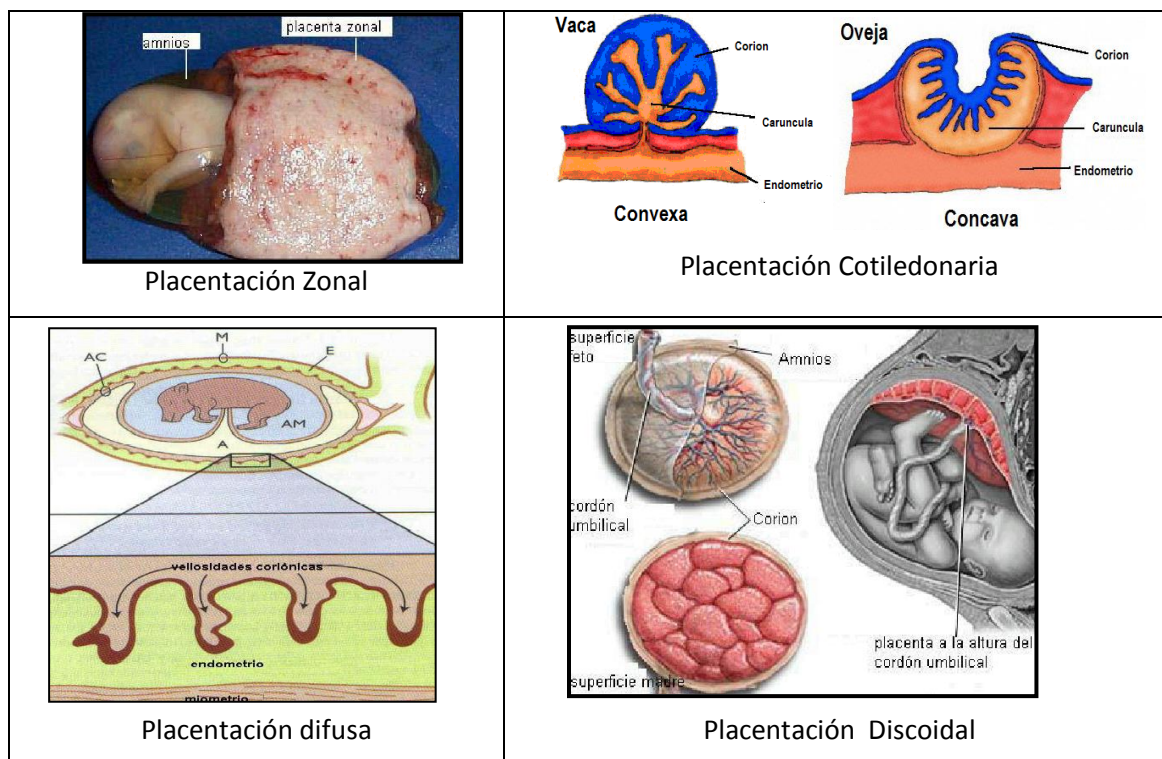 amnios
placenta zonal
Placentación Zonal
Vaca
Corion
Caruncula
Endometrio
Convexa
Oveja
Corion
Caruncula
Endometrio
Concava
Placentación Cotiledonaria
M
AC
E
AM
A
vellosidades coriónicas
endometrio
miometrio
Placentación difusa
superficie
feto
Amnios
cordón
umbilical
Corion
superficie madre
placenta a la altura del
cordón umbilical
Placentación Discoidal